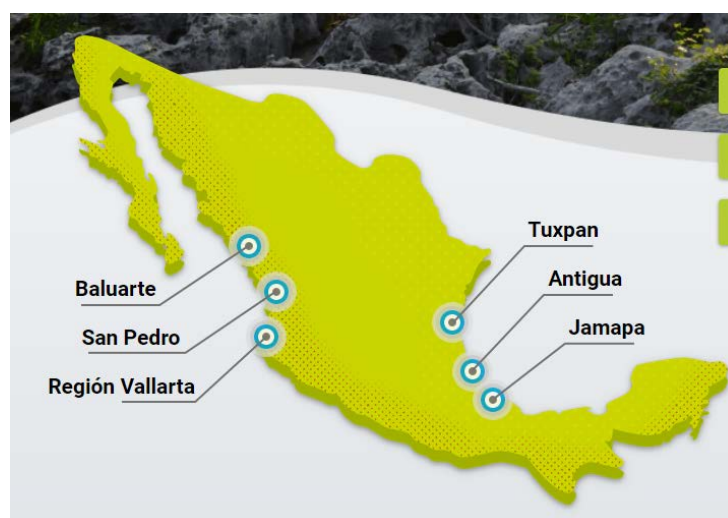 Tuxpan
Antigua
Baluarte
Jamapa
San Pedro
Región Vallarta